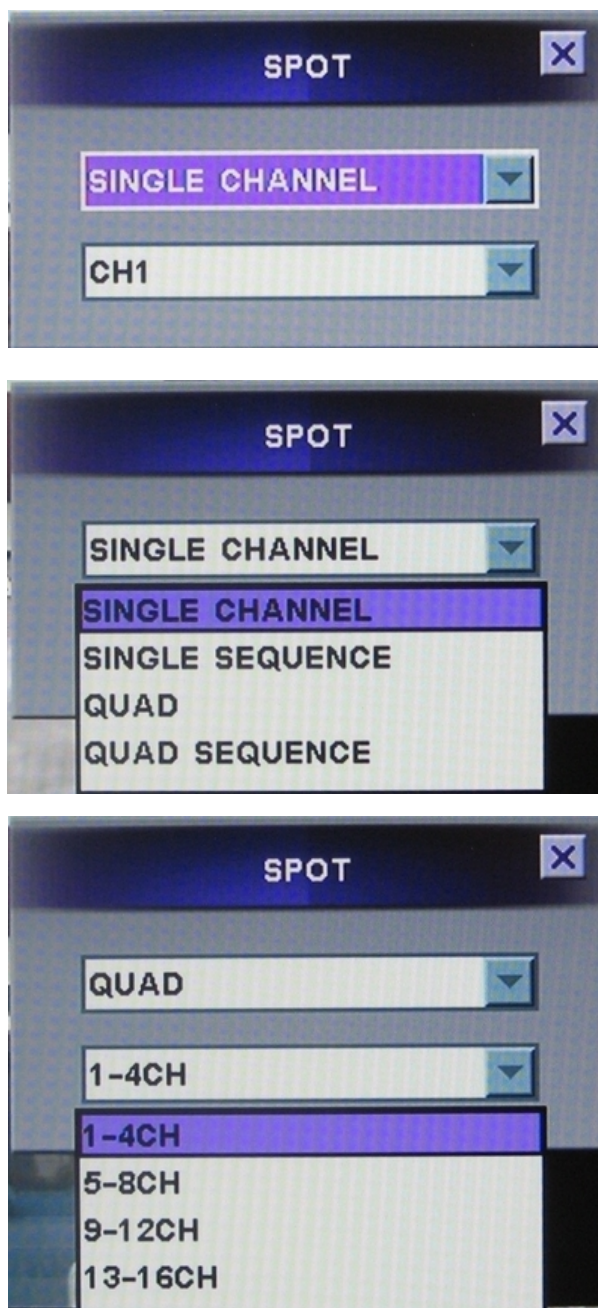 SPOT
SINGLE CHANNEL
CH1
SPOT
SINGLE CHANNEL
SINGLE CHANNEL
SINGLE SEQUENCE
QUAD
QUAD SEQUENCE
SPOT
QUAD
1-4CH
1-4CH
5-8CH
9-12CH
13-16CH